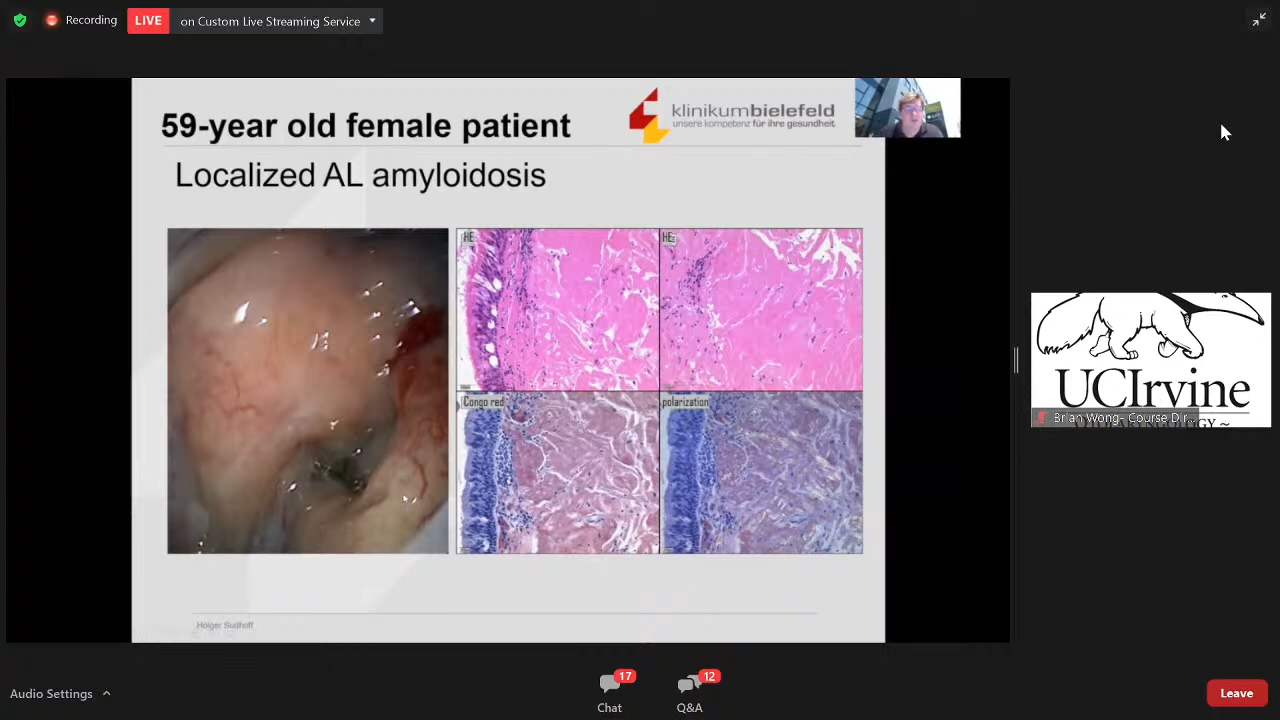 Recording
LIVE
on Custom Live Streaming Service
59-year old female patient
klinikumbielefeld
unsere kompetenz für ihre gesundheit
Localized AL amyloidosis
HE
HE
Congo red
polarization
Holger Sudhoff
UCIrvine
Brian Wong - Course Dir...
Audio Settings
17
12
Chat
Q&A
Leave